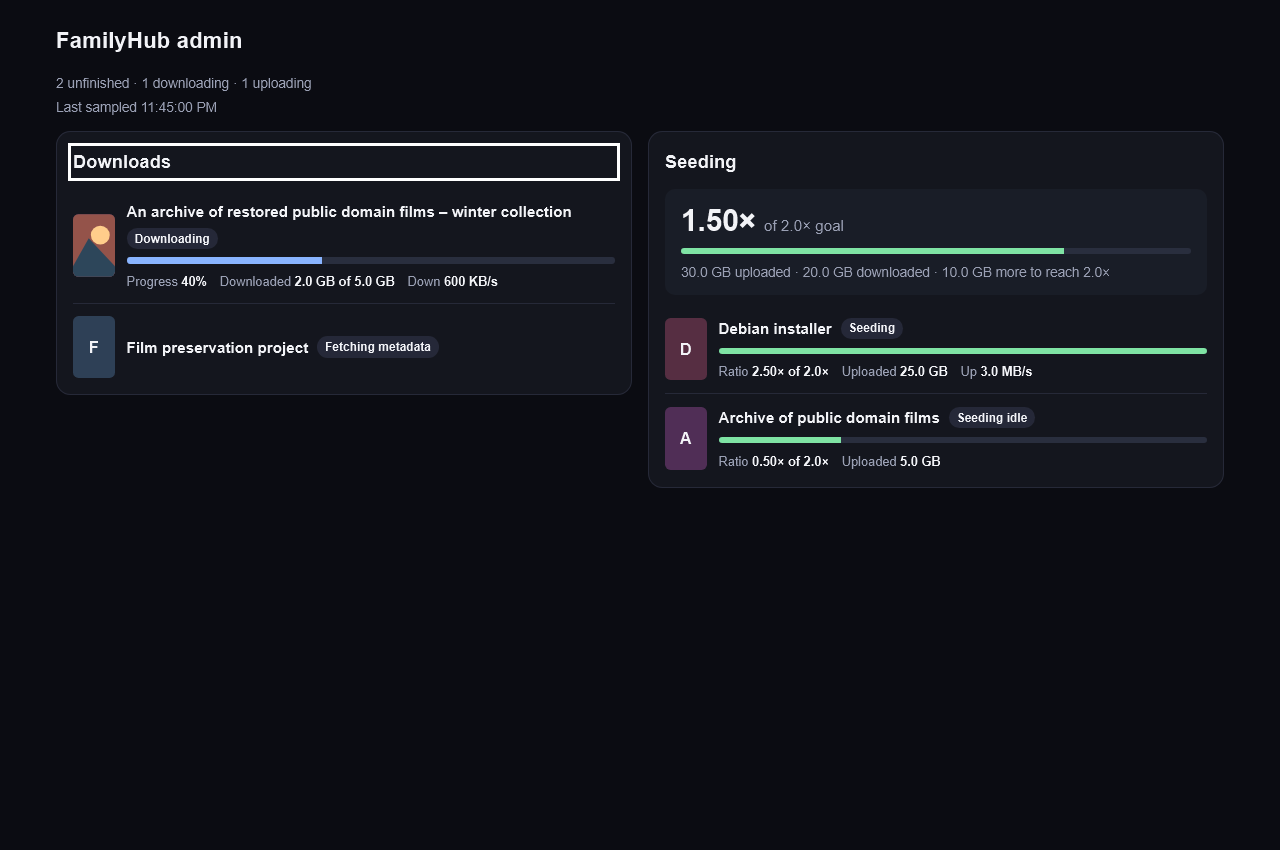 FamilyHub admin
2 unfinished · 1 downloading · 1 uploading
Last sampled 11:45:00 PM
Downloads
An archive of restored public domain films – winter collection
Downloading
Progress 40% Downloaded 2.0 GB of 5.0 GB Down 600 KB/s
F
Film preservation project Fetching metadata
Seeding
1.50× of 2.0× goal
30.0 GB uploaded · 20.0 GB downloaded · 10.0 GB more to reach 2.0×
D
Debian installer Seeding
Ratio 2.50× of 2.0× Uploaded 25.0 GB Up 3.0 MB/s
A
Archive of public domain films Seeding idle
Ratio 0.50× of 2.0× Uploaded 5.0 GB